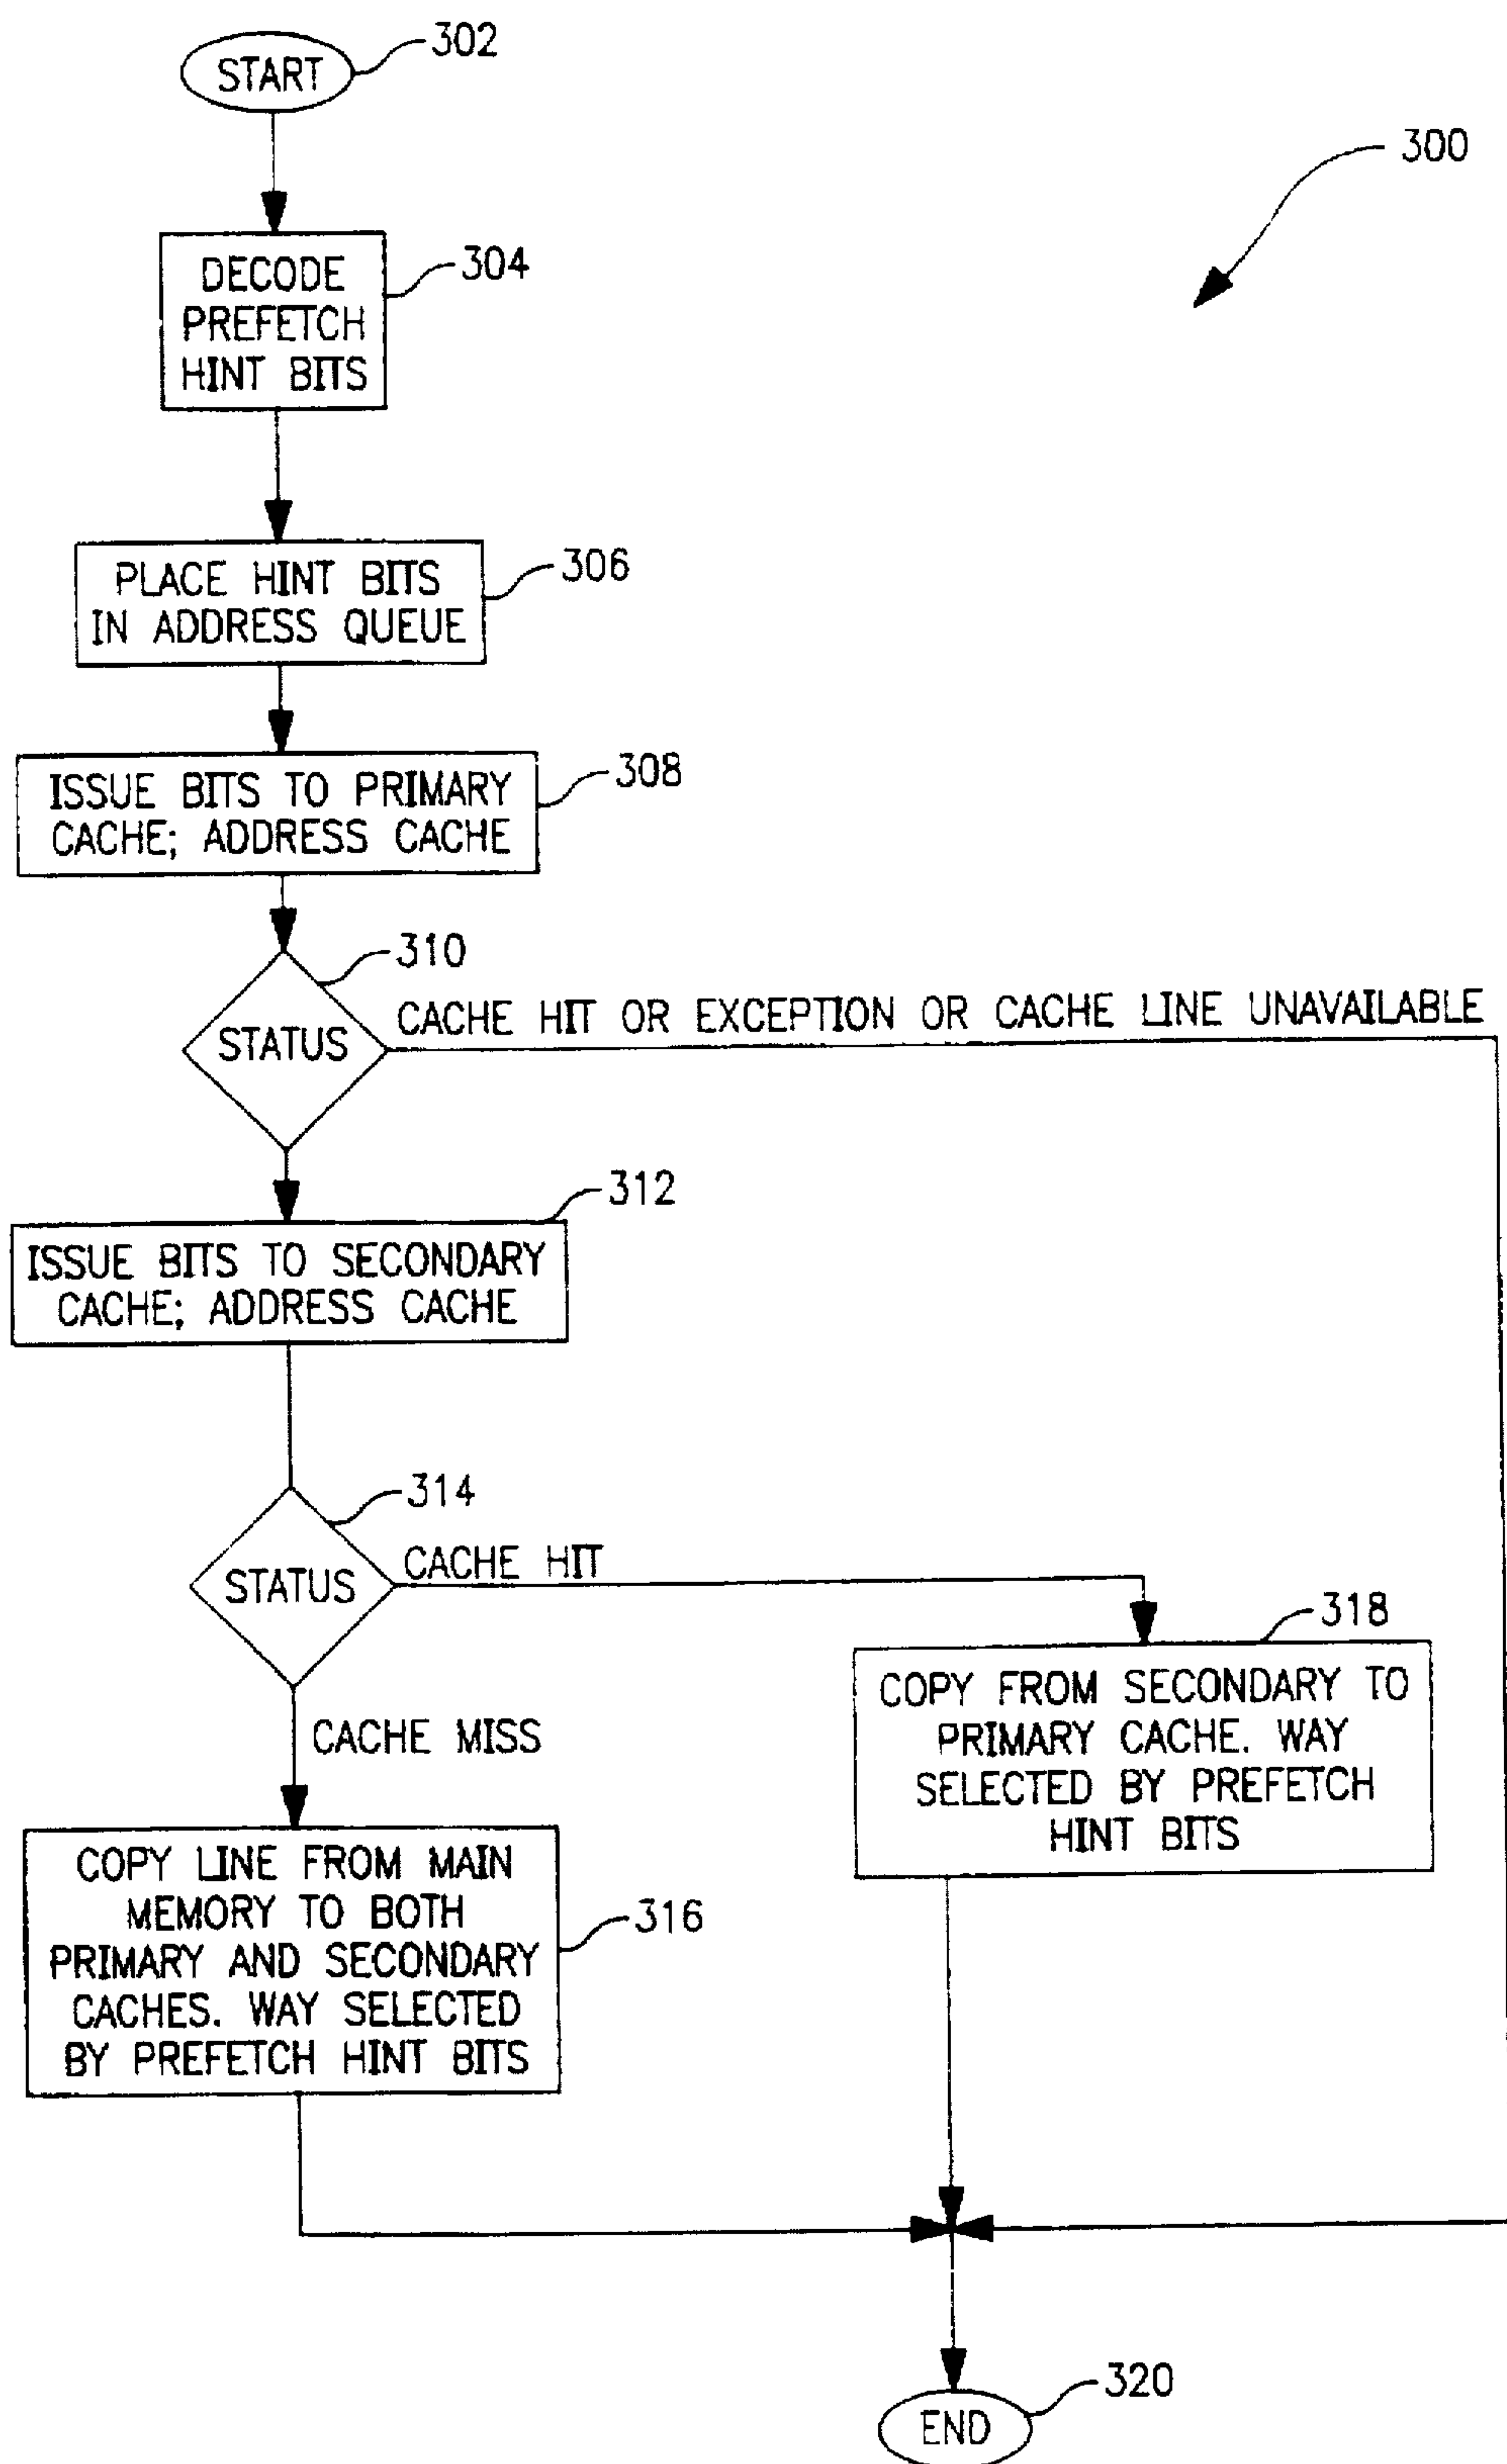 302
START
300
304
DECODE
PREFETCH
HINT BITS
306
PLACE HINT BITS
IN ADDRESS QUEUE
308
ISSUE BITS TO PRIMARY
CACHE; ADDRESS CACHE
310
CACHE HIT OR EXCEPTION OR CACHE LINE UNAVAILABLE
STATUS
312
ISSUE BITS TO SECONDARY
CACHE; ADDRESS CACHE
314
CACHE HIT
STATUS
318
COPY FROM SECONDARY TO
PRIMARY CACHE. WAY
SELECTED BY PREFETCH
HINT BITS
CACHE MISS
COPY LINE FROM MAIN
MEMORY TO BOTH
PRIMARY AND SECONDARY
CACHES. WAY SELECTED
BY PREFETCH HINT BITS
316
320
END